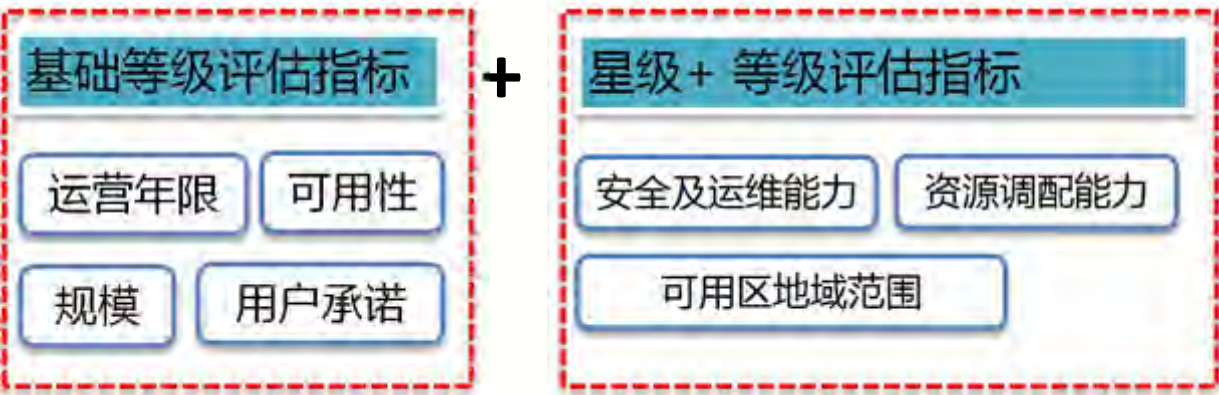 基础等级评估指标
+
星级+ 等级评估指标
运营年限
可用性
规模
用户承诺
安全及运维能力
资源调配能力
可用区地域范围